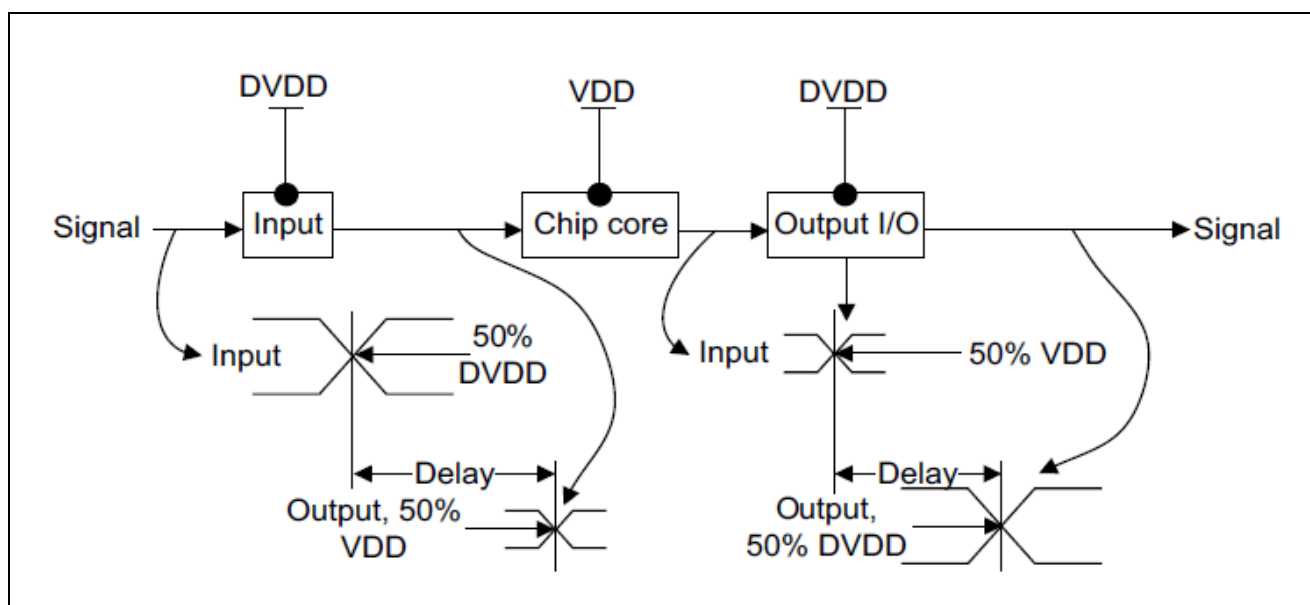 DVDD
VDD
DVDD
Signal
Input
Chip core
Output I/O
Signal
Input
50%
DVDD
Input
50% VDD
Delay
Output, 50%
VDD
Delay
Output,
50% DVDD